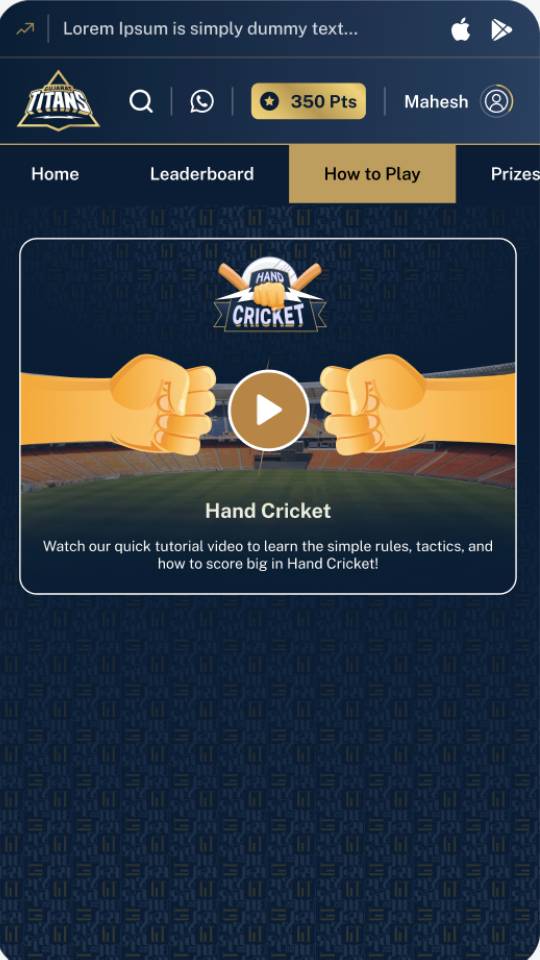 Lorem Ipsum is simply dummy text...
GUJARAT
TITANS
350 Pts
Mahesh
Home
Leaderboard
How to Play
Prizes
HAND
CRICKET
Hand Cricket
Watch our quick tutorial video to learn the simple rules, tactics, and
how to score big in Hand Cricket!